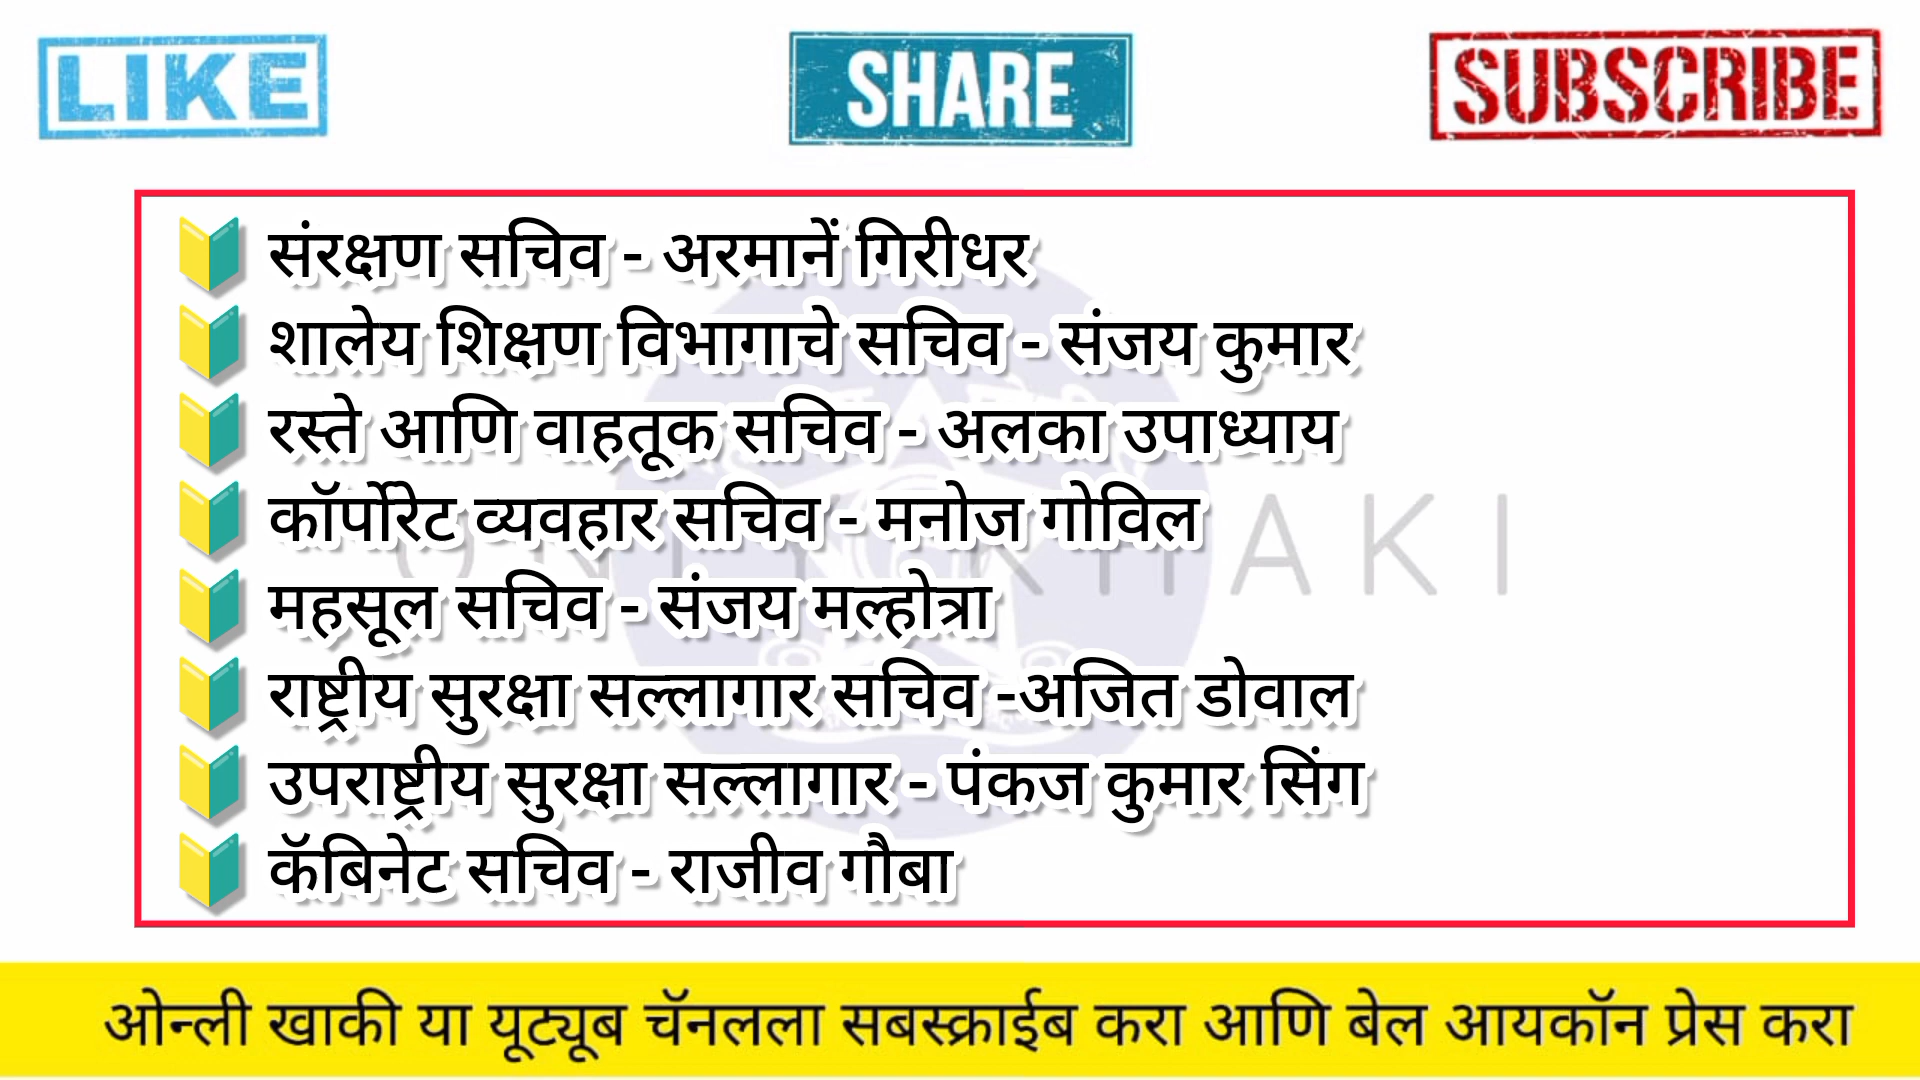 LIKE
SHARE
SUBSCRIBE
संरक्षण सचिव - अरमानें गिरीधर
शालेय शिक्षण विभागाचे सचिव - संजय कुमार
रस्ते आणि वाहतूक सचिव - अलका उपाध्याय
कॉर्पोरेट व्यवहार सचिव - मनोज गोविल
महसूल सचिव - संजय मल्होत्रा
राष्ट्रीय सुरक्षा सल्लागार सचिव -अजित डोवाल
उपराष्ट्रीय सुरक्षा सल्लागार - पंकज कुमार सिंग
कॅबिनेट सचिव - राजीव गौबा
ONLY KHAKI
ओन्ली खाकी या यूट्यूब चॅनलला सबस्क्राईब करा आणि बेल आयकॉन प्रेस करा